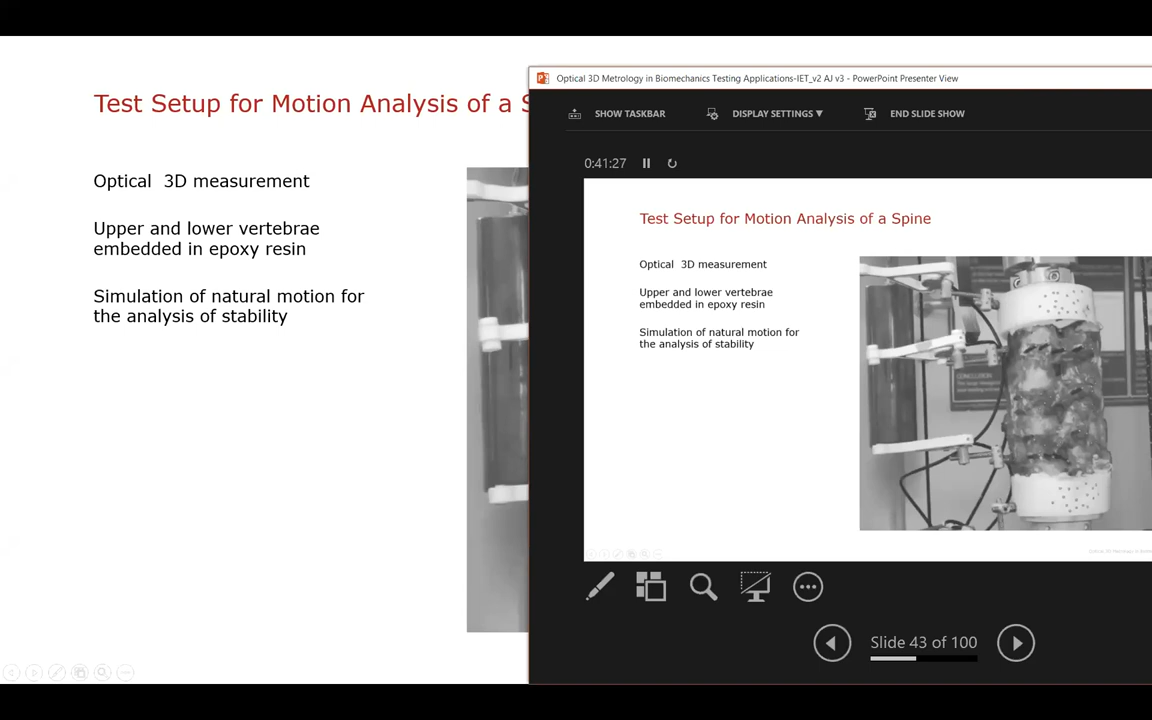 Test Setup for Motion Analysis of a S
Optical 3D measurement
Upper and lower vertebrae
embedded in epoxy resin
Simulation of natural motion for
the analysis of stability
Optical 3D Metrology in Biomechanics Testing Applications-IET_v2 AJ v3 - PowerPoint Presenter View
SHOW TASKBAR
DISPLAY SETTINGS ▼
END SLIDE SHOW
0:41:27
Test Setup for Motion Analysis of a Spine
Optical 3D measurement
Upper and lower vertebrae
embedded in epoxy resin
Simulation of natural motion for
the analysis of stability
CONCLUSION
Slide 43 of 100